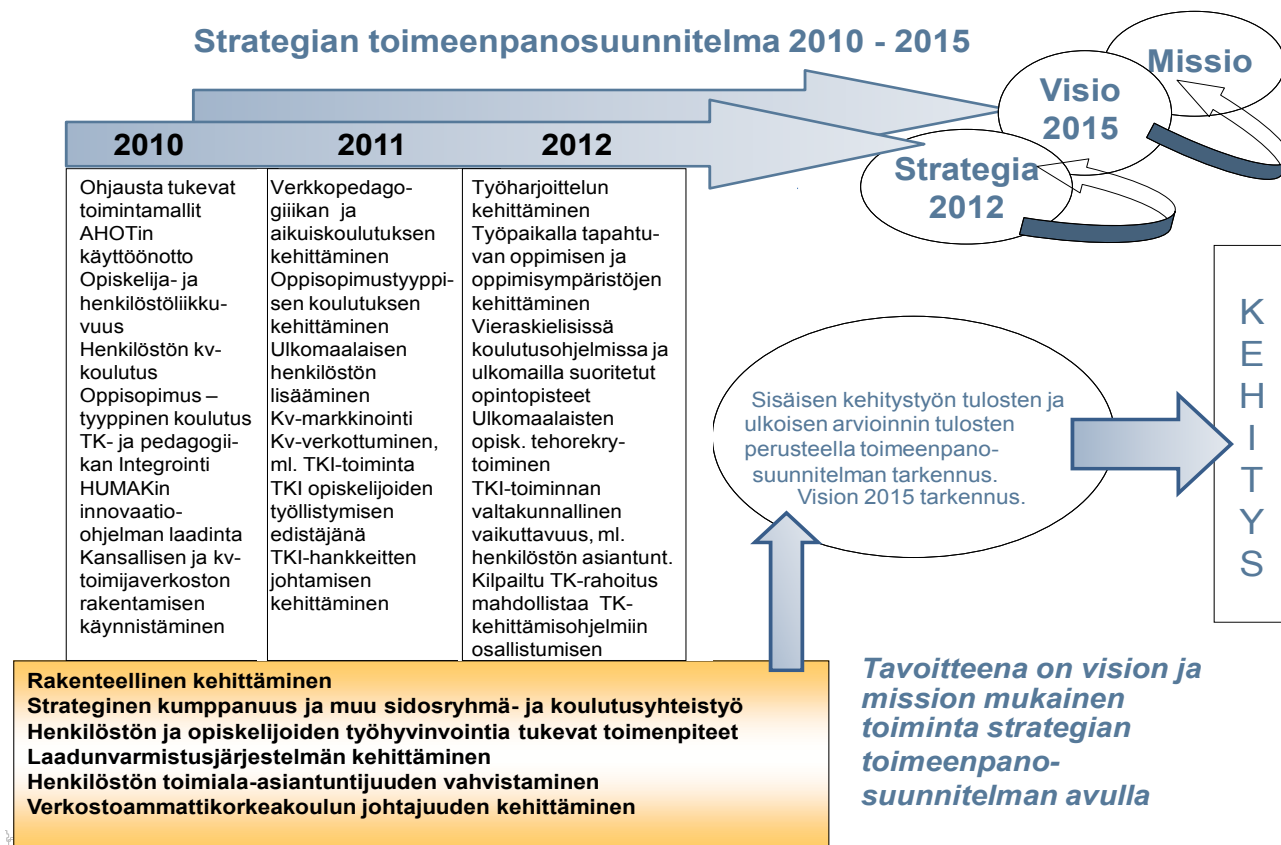 Strategian toimeenpanosuunnitelma 2010 - 2015
Missio
Visio
2015
Strategia
2012
2010
2011
2012
Ohjausta tukevat
toimintamallit
AHOTin
käyttöönotto
Opiskelija- ja
henkilöstöliikku-
vuus
Henkilöstön kv-
koulutus
Oppisopimus –
tyyppinen koulutus
TK- ja pedagogii-
kan Integrointi
HUMAKin
innovaatio-
ohjelman laadinta
Kansallisen ja kv-
toimijaverkoston
rakentamisen
käynnistäminen
Verkkopedago-
giiikan ja
aikuiskoulutuksen
kehittäminen
Oppisopimustyyppi-
sen koulutuksen
kehittäminen
Ulkomaalaisen
henkilöstön
lisääminen
Kv-markkinointi
Kv-verkottuminen,
ml. TKI-toiminta
TKI opiskelijoiden
työllistymisen
edistäjänä
TKI-hankkeitten
johtamisen
kehittäminen
Työharjoittelun
kehittäminen
Työpaikalla tapahtu-
van oppimisen ja
oppimisympäristöjen
kehittäminen
Vieraskielisissä
koulutusohjelmissa ja
ulkomailla suoritetut
opintopisteet
Ulkomaalaisten
opisk. tehorekry-
toiminen
TKI-toiminnan
valtakunnallinen
vaikuttavuus, ml.
henkilöstön asiantunt.
Kilpailtu TK-rahoitus
mahdollistaa TK-
kehittämisohjelmiin
osallistumisen
Sisäisen kehitystyön tulosten ja
ulkoisen arvioinnin tulosten
perusteella toimeenpano-
suunnitelman tarkennus.
Vision 2015 tarkennus.
K
E
H
I
T
Y
S
Rakenteellinen kehittäminen
Strateginen kumppanuus ja muu sidosryhmä- ja koulutusyhteistyö
Henkilöstön ja opiskelijoiden työhyvinvointia tukevat toimenpiteet
Laadunvarmistusjärjestelmän kehittäminen
Henkilöstön toimiala-asiantuntijuuden vahvistaminen
Verkostoammattikorkeakoulun johtajuuden kehittäminen
Tavoitteena on vision ja
mission mukainen
toiminta strategian
toimeenpano-
suunnitelman avulla